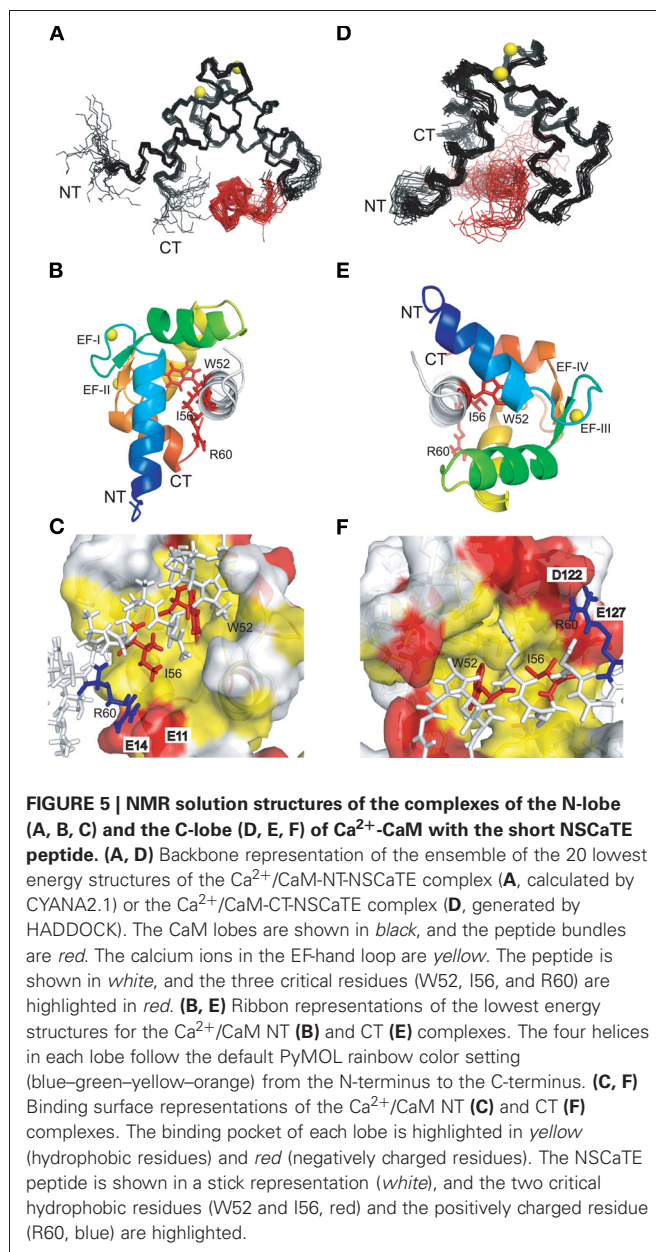 A
D
CT
NT
CT
NT
B
E
EF-I
W52
EF-II
I56
R60
CT
NT
NT
CT
EF-IV
I56
W52
EF-III
R60
C
F
W52
I56
R60
E14
E11
D122
E127
R60
W52
I56
FIGURE 5 | NMR solution structures of the complexes of the N-lobe
(A, B, C) and the C-lobe (D, E, F) of Ca²⁺-CaM with the short NSCaTE
peptide. (A, D) Backbone representation of the ensemble of the 20 lowest
energy structures of the Ca²⁺/CaM-NT-NSCaTE complex (A, calculated by
CYANA2.1) or the Ca²⁺/CaM-CT-NSCaTE complex (D, generated by
HADDOCK). The CaM lobes are shown in black, and the peptide bundles
are red. The calcium ions in the EF-hand loop are yellow. The peptide is
shown in white, and the three critical residues (W52, I56, and R60) are
highlighted in red. (B, E) Ribbon representations of the lowest energy
structures for the Ca²⁺/CaM NT (B) and CT (E) complexes. The four helices
in each lobe follow the default PyMOL rainbow color setting
(blue–green–yellow–orange) from the N-terminus to the C-terminus. (C, F)
Binding surface representations of the Ca²⁺/CaM NT (C) and CT (F)
complexes. The binding pocket of each lobe is highlighted in yellow
(hydrophobic residues) and red (negatively charged residues). The NSCaTE
peptide is shown in a stick representation (white), and the two critical
hydrophobic residues (W52 and I56, red) and the positively charged residue
(R60, blue) are highlighted.